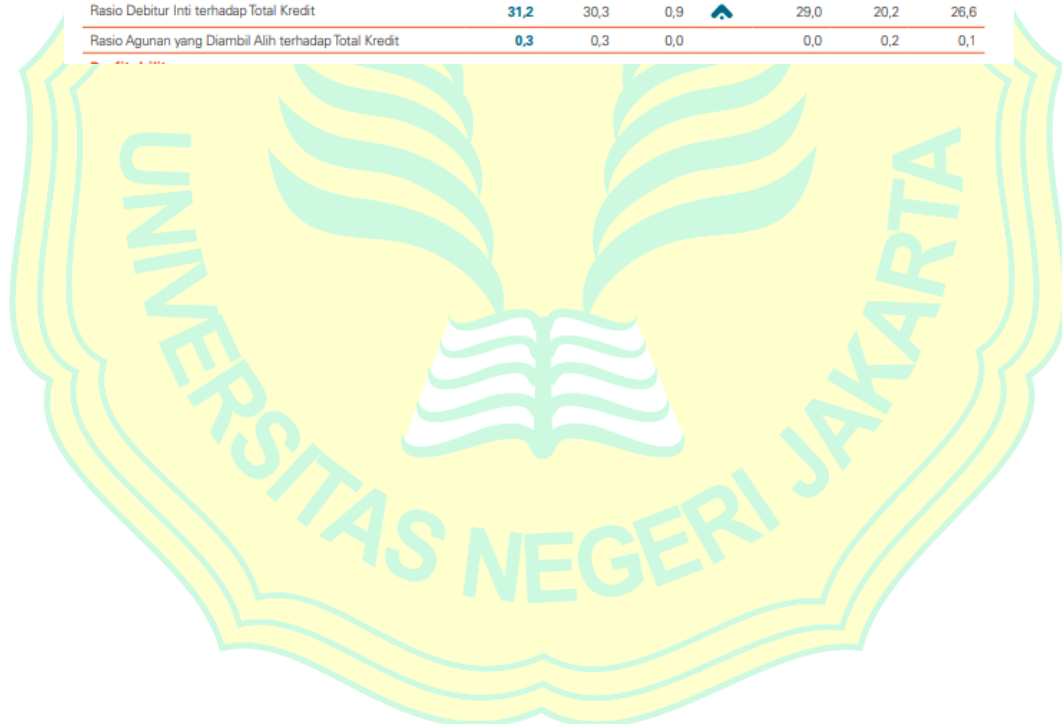 Rasio Debitur Inti terhadap Total Kredit 31,2 30,3 0,9 29,0 20,2 26,6
Rasio Agunan yang Diambil Alih terhadap Total Kredit 0,3 0,3 0,0 0,0 0,2 0,1
UNIVERSITAS NEGERI JAKARTA